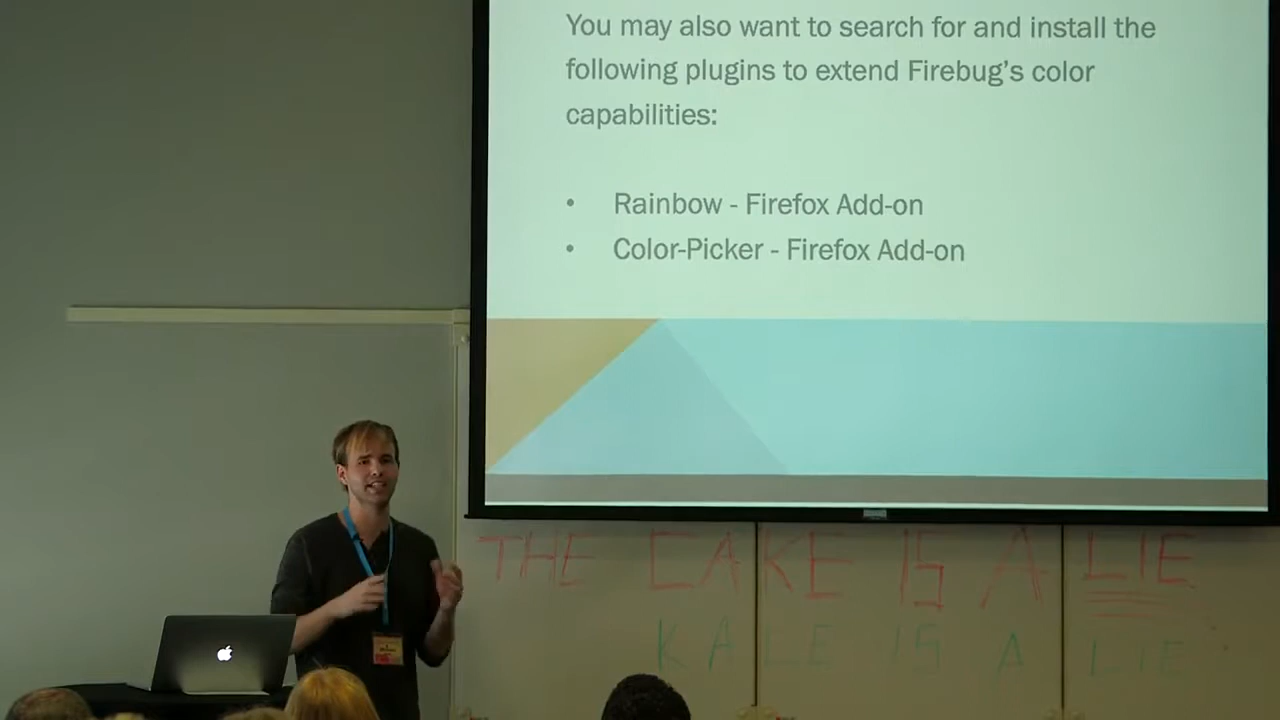 You may also want to search for and install the
following plugins to extend Firebug's color
capabilities:
• Rainbow - Firefox Add-on
• Color-Picker - Firefox Add-on
THE CAKE IS A LIE
KALE IS A LIE